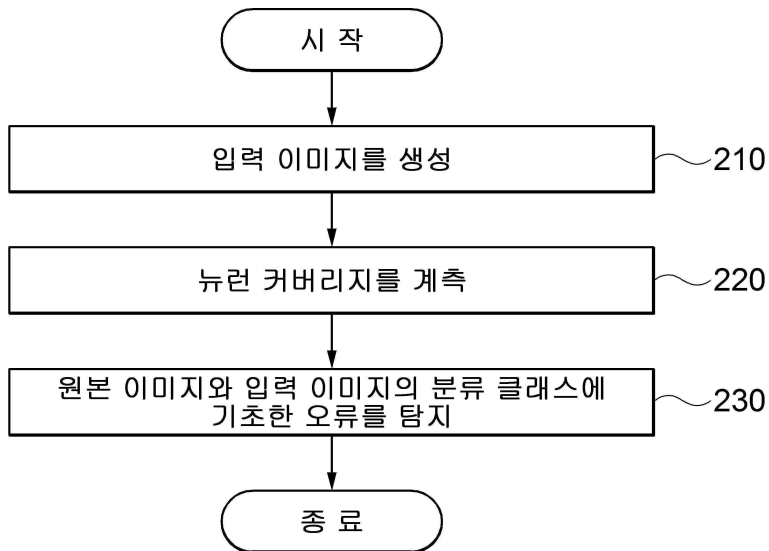 시 작
입력 이미지를 생성
210
뉴런 커버리지를 계측
220
원본 이미지와 입력 이미지의 분류 클래스에
기초한 오류를 탐지
230
종 료